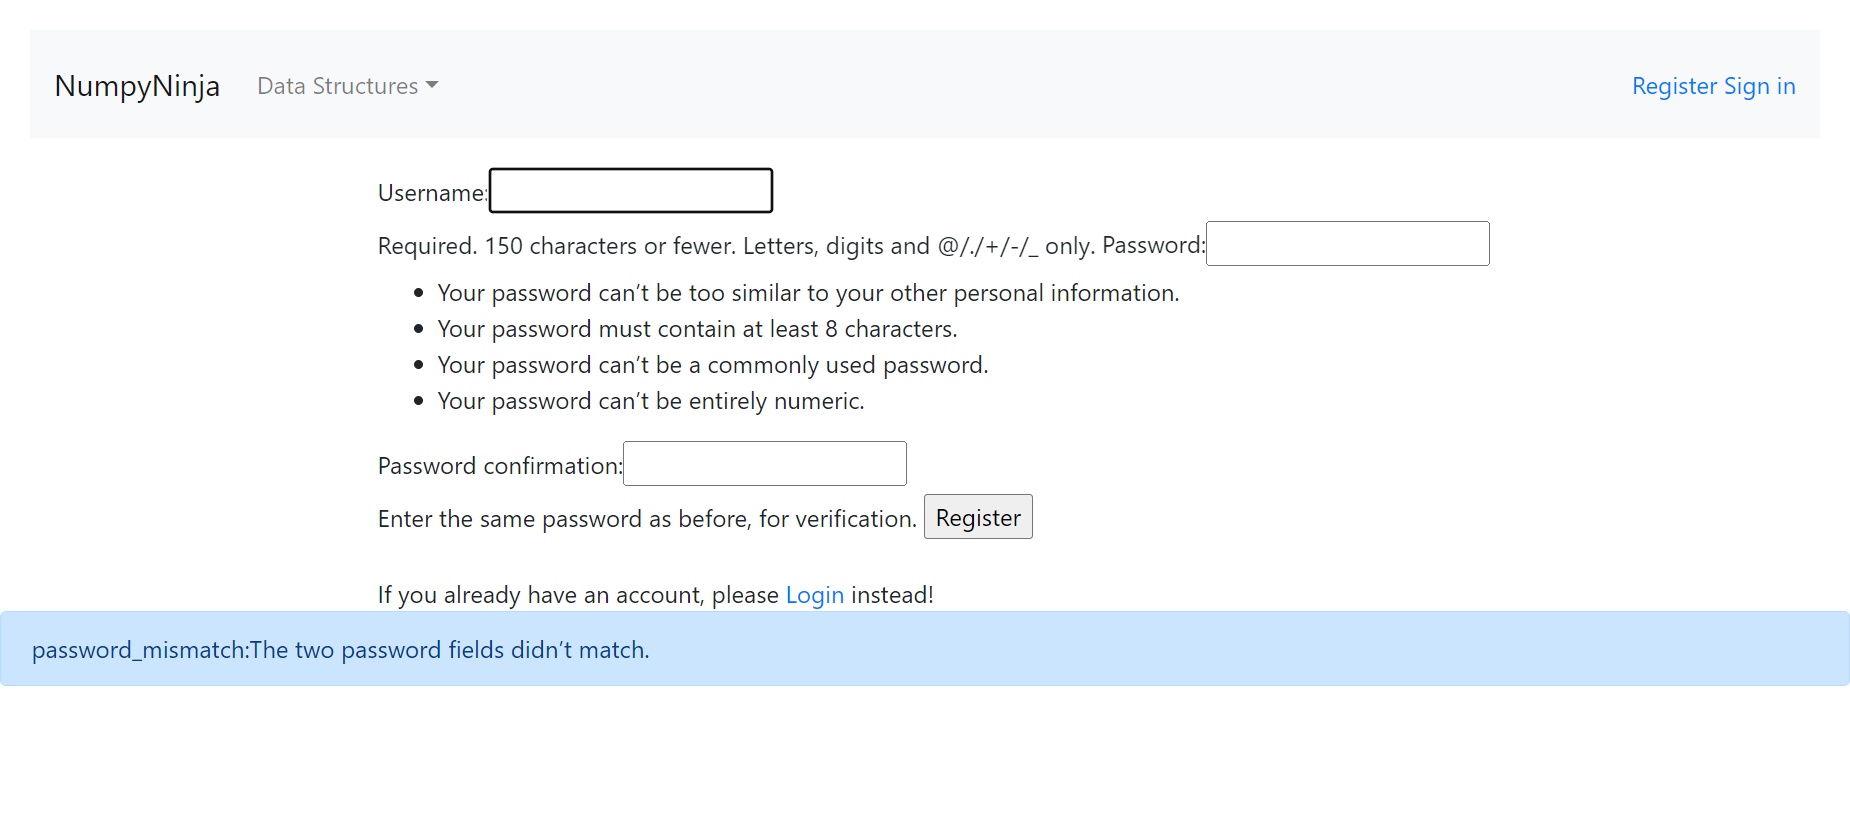 NumpyNinja Data Structures Register Sign in
Username:
Required. 150 characters or fewer. Letters, digits and @/./+/-/_ only. Password:
Your password can’t be too similar to your other personal information.
Your password must contain at least 8 characters.
Your password can’t be a commonly used password.
Your password can’t be entirely numeric.
Password confirmation:
Enter the same password as before, for verification. Register
If you already have an account, please Login instead!
password_mismatch:The two password fields didn’t match.